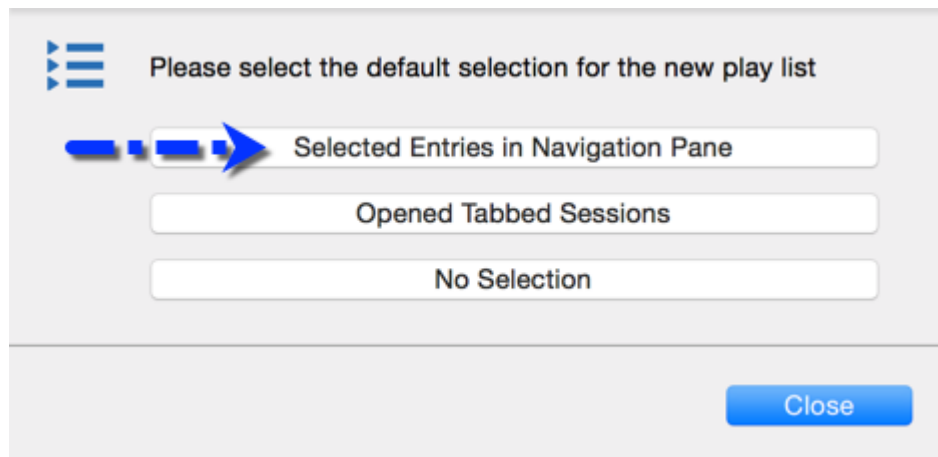 Please select the default selection for the new play list
Selected Entries in Navigation Pane
Opened Tabbed Sessions
No Selection
Close